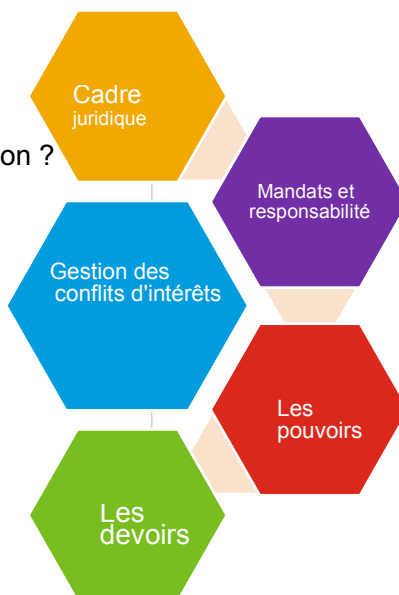 Cadre
juridique
on ?
Mandats et
responsabilité
Gestion des
conflits d'intérêts
Les
pouvoirs
Les
devoirs